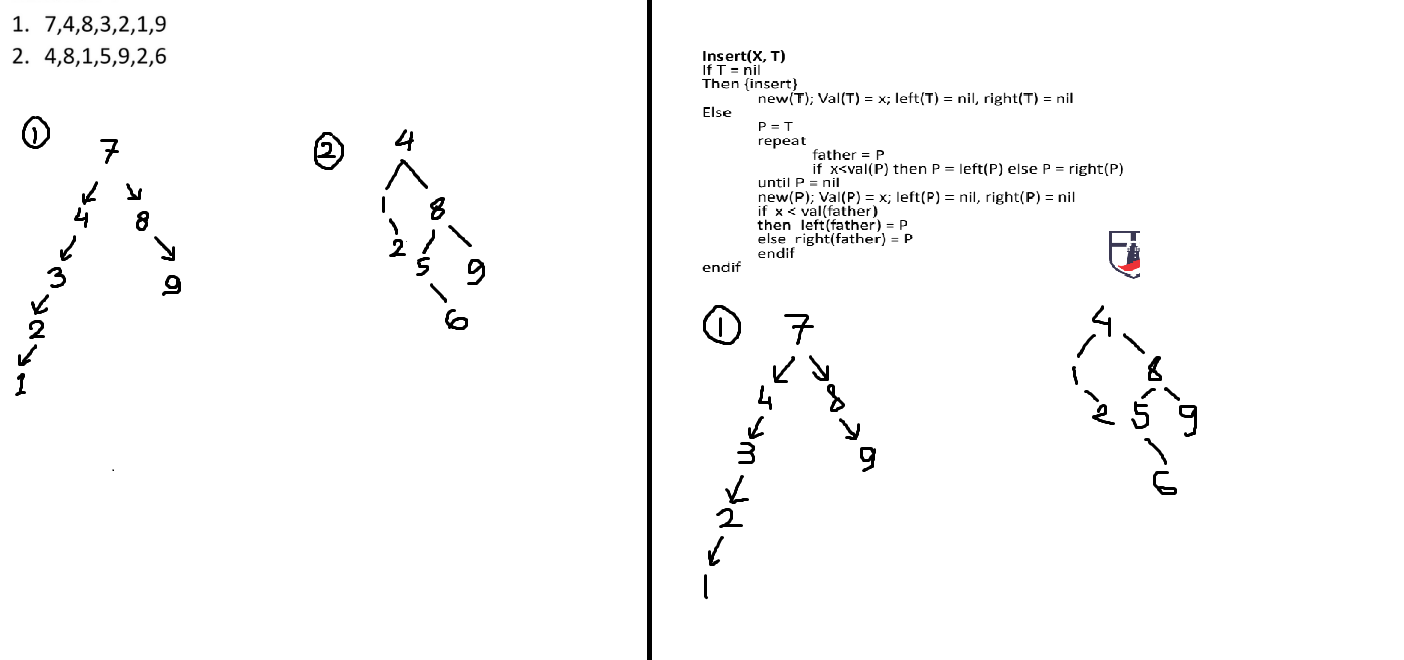 1. 7,4,8,3,2,1,9
2. 4,8,1,5,9,2,6
① 7
4 8
3 9
2
1
② 4
1 8
2 5 9
6
Insert(X, T)
If T = nil
Then {insert}
new(T); Val(T) = x; left(T) = nil, right(T) = nil
Else
P = T
repeat
father = P
if x<val(P) then P = left(P) else P = right(P)
until P = nil
new(P); Val(P) = x; left(P) = nil, right(P) = nil
if x < val(father)
then left(father) = P
else right(father) = P
endif
endif
① 7
4 8
3 9
2
1
4
1 8
2 5 9
6